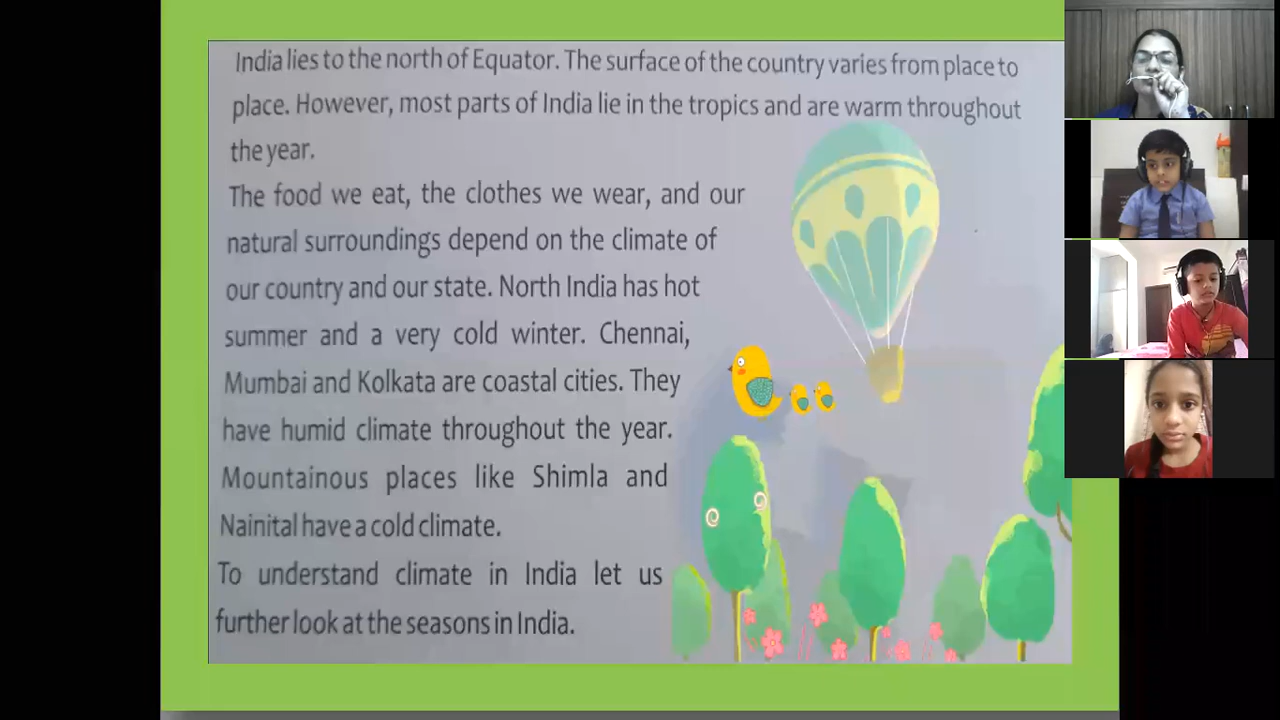 India lies to the north of Equator. The surface of the country varies from place to
place. However, most parts of India lie in the tropics and are warm throughout
the year.
The food we eat, the clothes we wear, and our
natural surroundings depend on the climate of
our country and our state. North India has hot
summer and a very cold winter. Chennai,
Mumbai and Kolkata are coastal cities. They
have humid climate throughout the year.
Mountainous places like Shimla and
Nainital have a cold climate.
To understand climate in India let us
further look at the seasons in India.